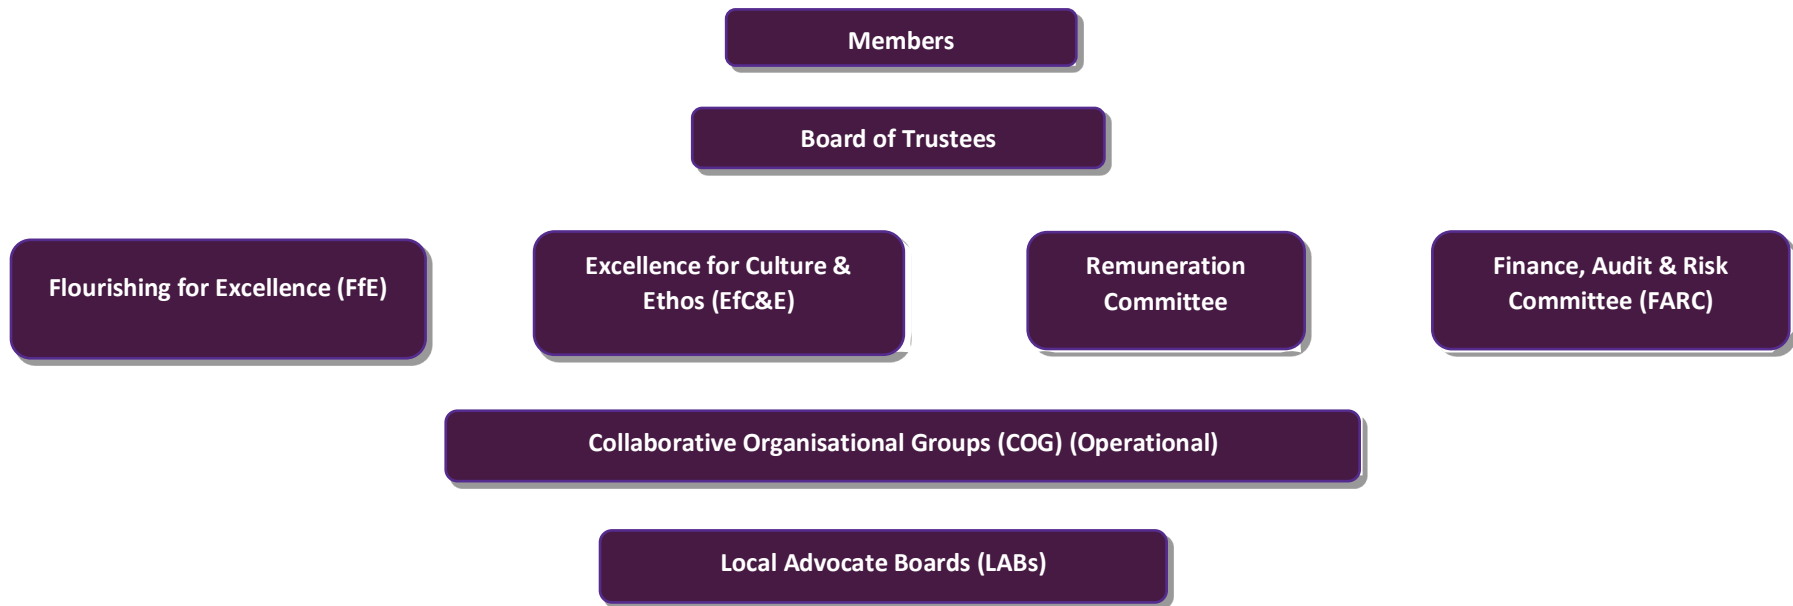 Members
Board of Trustees
Flourishing for Excellence (FfE)
Excellence for Culture &
Ethos (EfC&E)
Remuneration
Committee
Finance, Audit & Risk
Committee (FARC)
Collaborative Organisational Groups (COG) (Operational)
Local Advocate Boards (LABs)